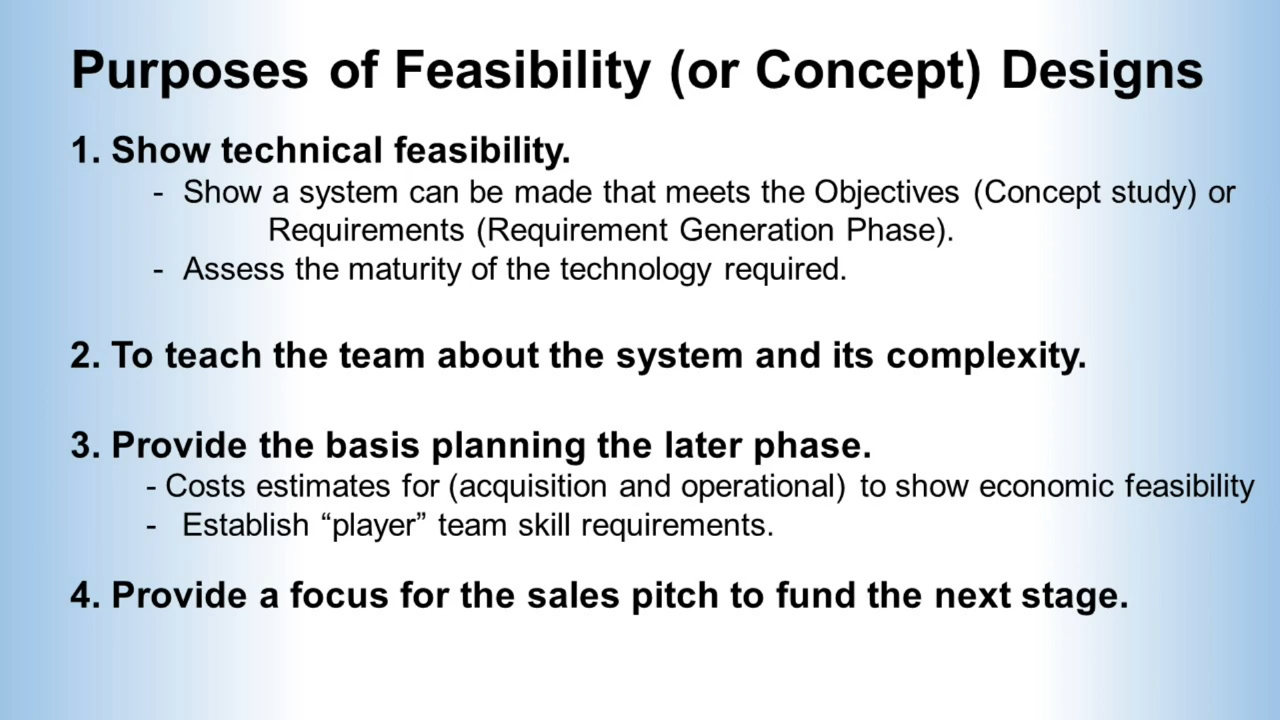 Purposes of Feasibility (or Concept) Designs
1. Show technical feasibility.
- Show a system can be made that meets the Objectives (Concept study) or
Requirements (Requirement Generation Phase).
- Assess the maturity of the technology required.
2. To teach the team about the system and its complexity.
3. Provide the basis planning the later phase.
- Costs estimates for (acquisition and operational) to show economic feasibility
- Establish “player” team skill requirements.
4. Provide a focus for the sales pitch to fund the next stage.